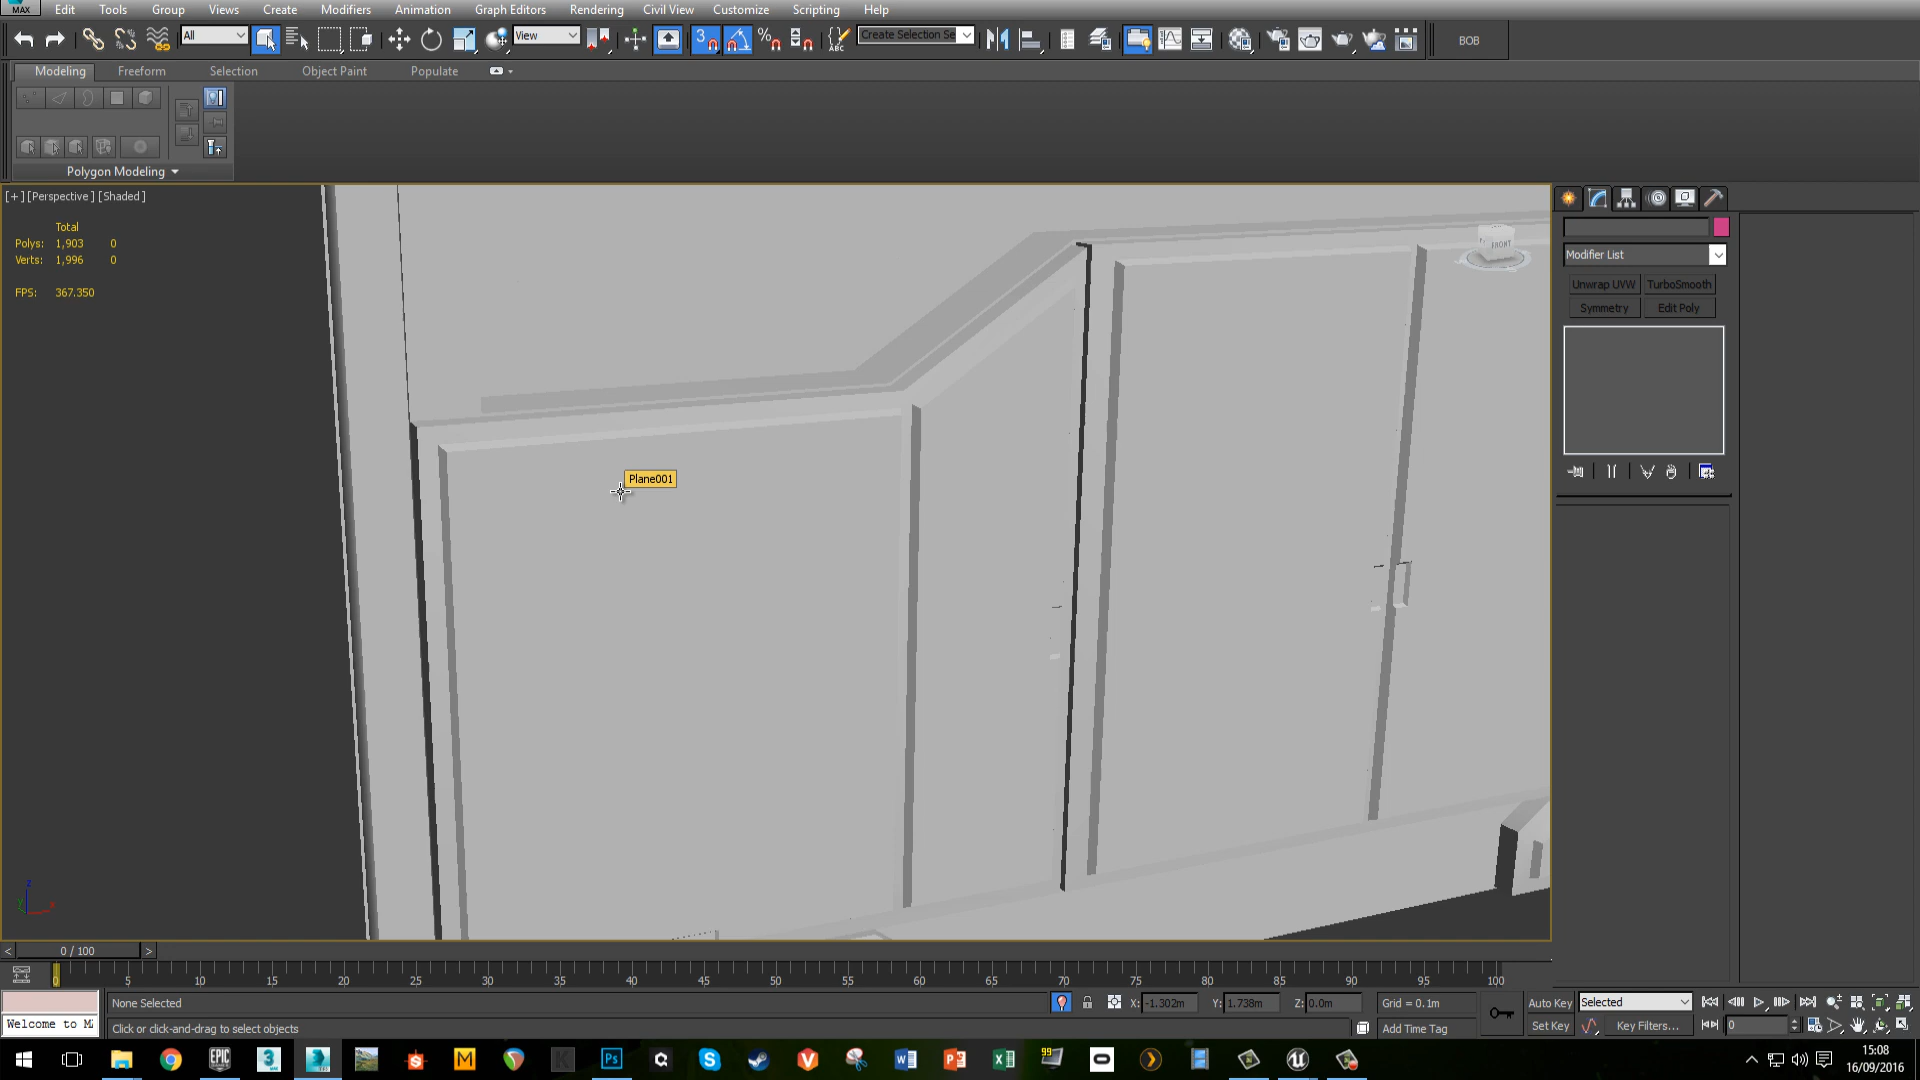 MAX Edit Tools Group Views Create Modifiers Animation Graph Editors Rendering Civil View Customize Scripting Help
All View 3 % ABC Create Selection Se BOB
Modeling Freeform Selection Object Paint Populate
Polygon Modeling
[+] [Perspective] [Shaded]
Total
Polys: 1,903 0
Verts: 1,996 0
FPS: 367.350
Plane001
FRONT
Modifier List
Unwrap UVW TurboSmooth
Symmetry Edit Poly
z
y x
< 0 / 100 >
0 5 10 15 20 25 30 35 40 45 50 55 60 65 70 75 80 85 90 95 100
None Selected X: -1.302m Y: 1.738m Z: 0.0m Grid = 0.1m Auto Key Selected
Welcome to M Click or click-and-drag to select objects Add Time Tag Set Key Key Filters... 0
15:08
16/09/2016